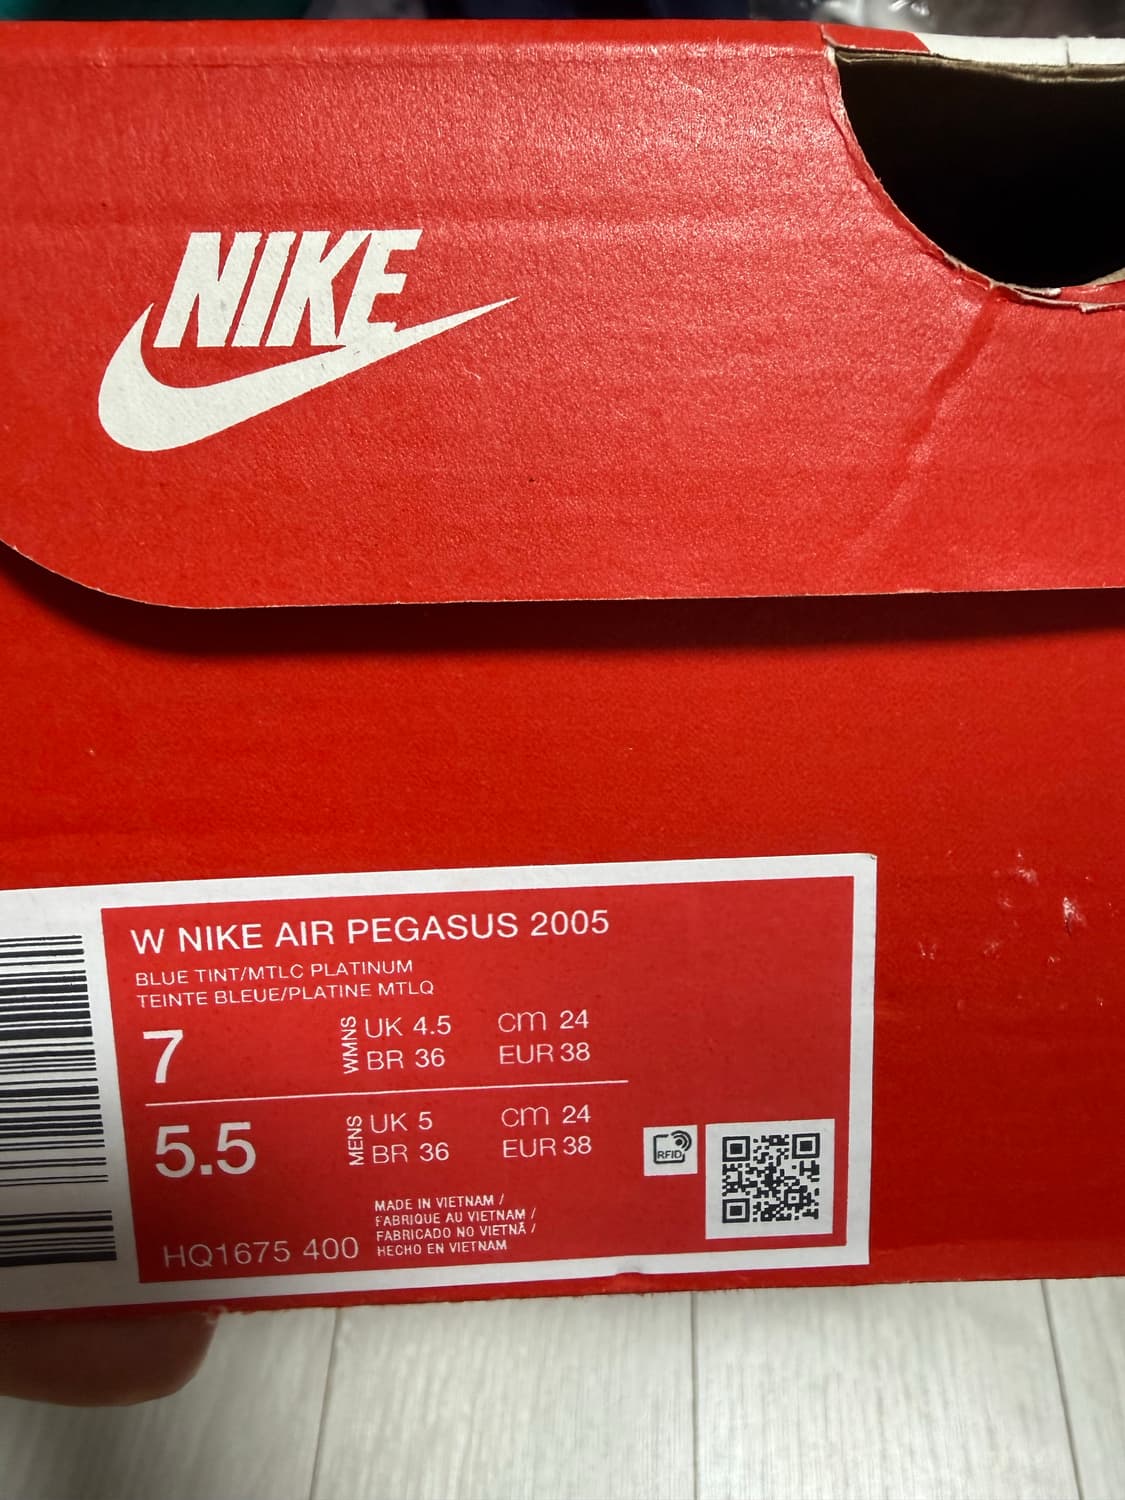 NIKE
W NIKE AIR PEGASUS 2005
BLUE TINT/MTLC PLATINUM
TEINTE BLEUE/PLATINE MTLQ
7 WMNS UK 4.5 cm 24
BR 36 EUR 38
5.5 MENS UK 5 cm 24
BR 36 EUR 38
RFID
MADE IN VIETNAM /
FABRIQUE AU VIETNAM /
FABRICADO NO VIETNÃ /
HECHO EN VIETNAM
HQ1675 400